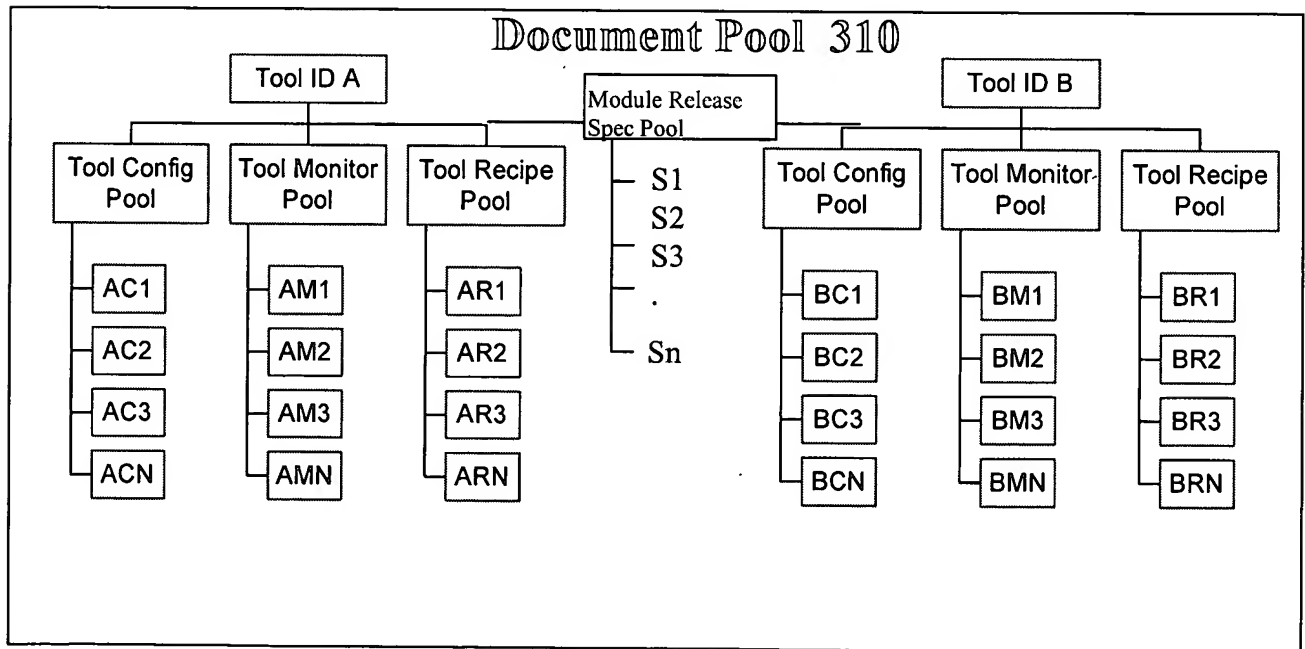 Document Pool 310
Tool ID A
Module Release
Spec Pool
Tool ID B
Tool Config
Pool
Tool Monitor
Pool
Tool Recipe
Pool
Tool Config
Pool
Tool Monitor
Pool
Tool Recipe
Pool
AC1
AC2
AC3
ACN
AM1
AM2
AM3
AMN
AR1
AR2
AR3
ARN
S1
S2
S3
.
Sn
BC1
BC2
BC3
BCN
BM1
BM2
BM3
BMN
BR1
BR2
BR3
BRN